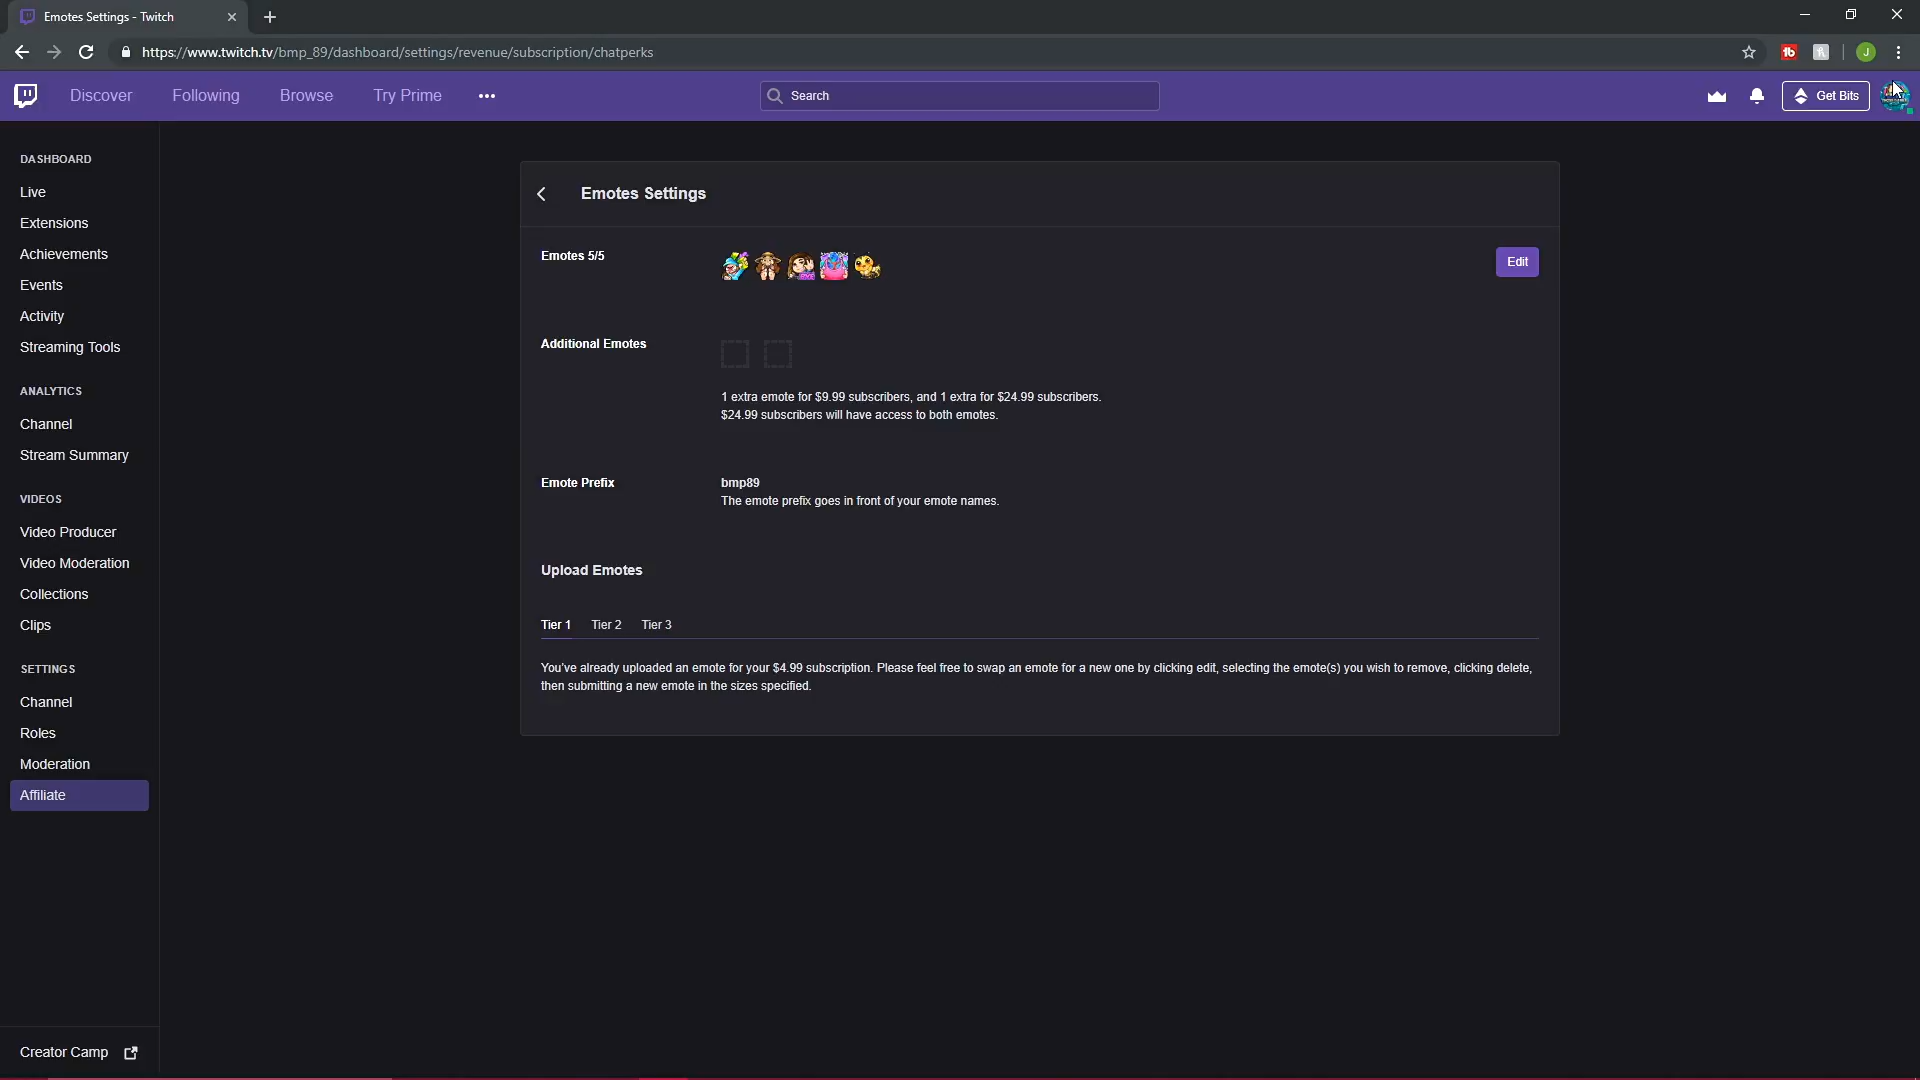 Emotes Settings - Twitch
https://www.twitch.tv/bmp_89/dashboard/settings/revenue/subscription/chatperks
J
Discover
Following
Browse
Try Prime
Search
Get Bits
DASHBOARD
Live
Extensions
Achievements
Events
Activity
Streaming Tools
ANALYTICS
Channel
Stream Summary
VIDEOS
Video Producer
Video Moderation
Collections
Clips
SETTINGS
Channel
Roles
Moderation
Affiliate
Creator Camp
Emotes Settings
Emotes 5/5
Edit
Additional Emotes
1 extra emote for $9.99 subscribers, and 1 extra for $24.99 subscribers.
$24.99 subscribers will have access to both emotes.
Emote Prefix
bmp89
The emote prefix goes in front of your emote names.
Upload Emotes
Tier 1
Tier 2
Tier 3
You've already uploaded an emote for your $4.99 subscription. Please feel free to swap an emote for a new one by clicking edit, selecting the emote(s) you wish to remove, clicking delete,
then submitting a new emote in the sizes specified.